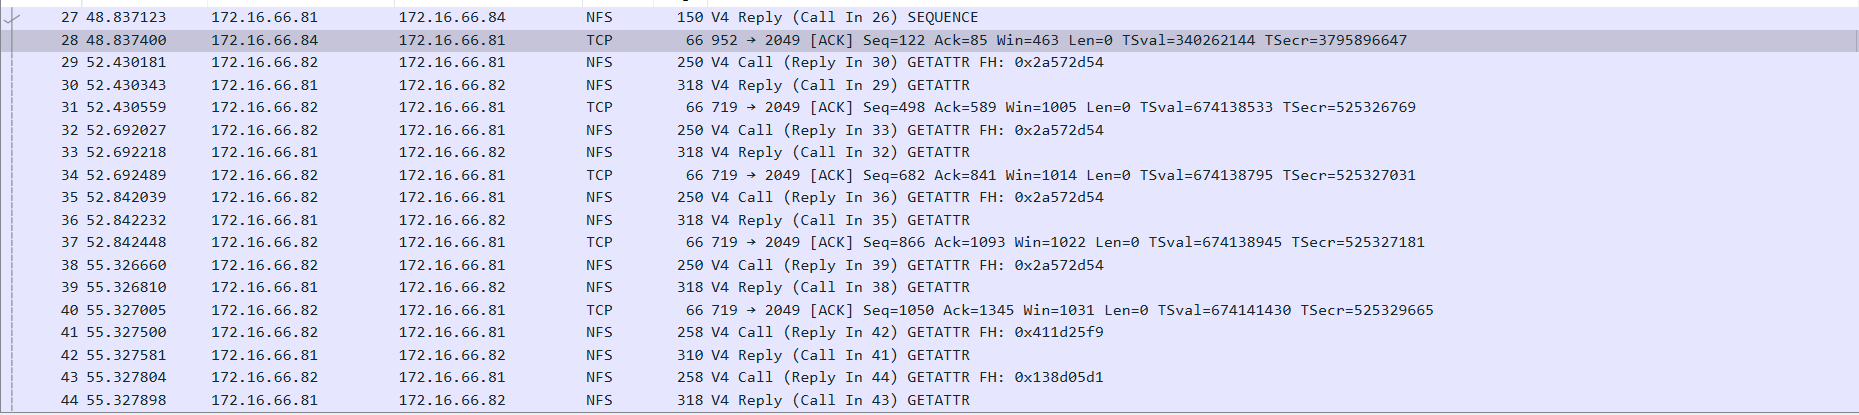 27 48.837123 172.16.66.81 172.16.66.84 NFS 150 V4 Reply (Call In 26) SEQUENCE
28 48.837400 172.16.66.84 172.16.66.81 TCP 66 952 → 2049 [ACK] Seq=122 Ack=85 Win=463 Len=0 TSval=340262144 TSecr=3795896647
29 52.430181 172.16.66.82 172.16.66.81 NFS 250 V4 Call (Reply In 30) GETATTR FH: 0x2a572d54
30 52.430343 172.16.66.81 172.16.66.82 NFS 318 V4 Reply (Call In 29) GETATTR
31 52.430559 172.16.66.82 172.16.66.81 TCP 66 719 → 2049 [ACK] Seq=498 Ack=589 Win=1005 Len=0 TSval=674138533 TSecr=525326769
32 52.692027 172.16.66.82 172.16.66.81 NFS 250 V4 Call (Reply In 33) GETATTR FH: 0x2a572d54
33 52.692218 172.16.66.81 172.16.66.82 NFS 318 V4 Reply (Call In 32) GETATTR
34 52.692489 172.16.66.82 172.16.66.81 TCP 66 719 → 2049 [ACK] Seq=682 Ack=841 Win=1014 Len=0 TSval=674138795 TSecr=525327031
35 52.842039 172.16.66.82 172.16.66.81 NFS 250 V4 Call (Reply In 36) GETATTR FH: 0x2a572d54
36 52.842232 172.16.66.81 172.16.66.82 NFS 318 V4 Reply (Call In 35) GETATTR
37 52.842448 172.16.66.82 172.16.66.81 TCP 66 719 → 2049 [ACK] Seq=866 Ack=1093 Win=1022 Len=0 TSval=674138945 TSecr=525327181
38 55.326660 172.16.66.82 172.16.66.81 NFS 250 V4 Call (Reply In 39) GETATTR FH: 0x2a572d54
39 55.326810 172.16.66.81 172.16.66.82 NFS 318 V4 Reply (Call In 38) GETATTR
40 55.327005 172.16.66.82 172.16.66.81 TCP 66 719 → 2049 [ACK] Seq=1050 Ack=1345 Win=1031 Len=0 TSval=674141430 TSecr=525329665
41 55.327500 172.16.66.82 172.16.66.81 NFS 258 V4 Call (Reply In 42) GETATTR FH: 0x411d25f9
42 55.327581 172.16.66.81 172.16.66.82 NFS 310 V4 Reply (Call In 41) GETATTR
43 55.327804 172.16.66.82 172.16.66.81 NFS 258 V4 Call (Reply In 44) GETATTR FH: 0x138d05d1
44 55.327898 172.16.66.81 172.16.66.82 NFS 318 V4 Reply (Call In 43) GETATTR